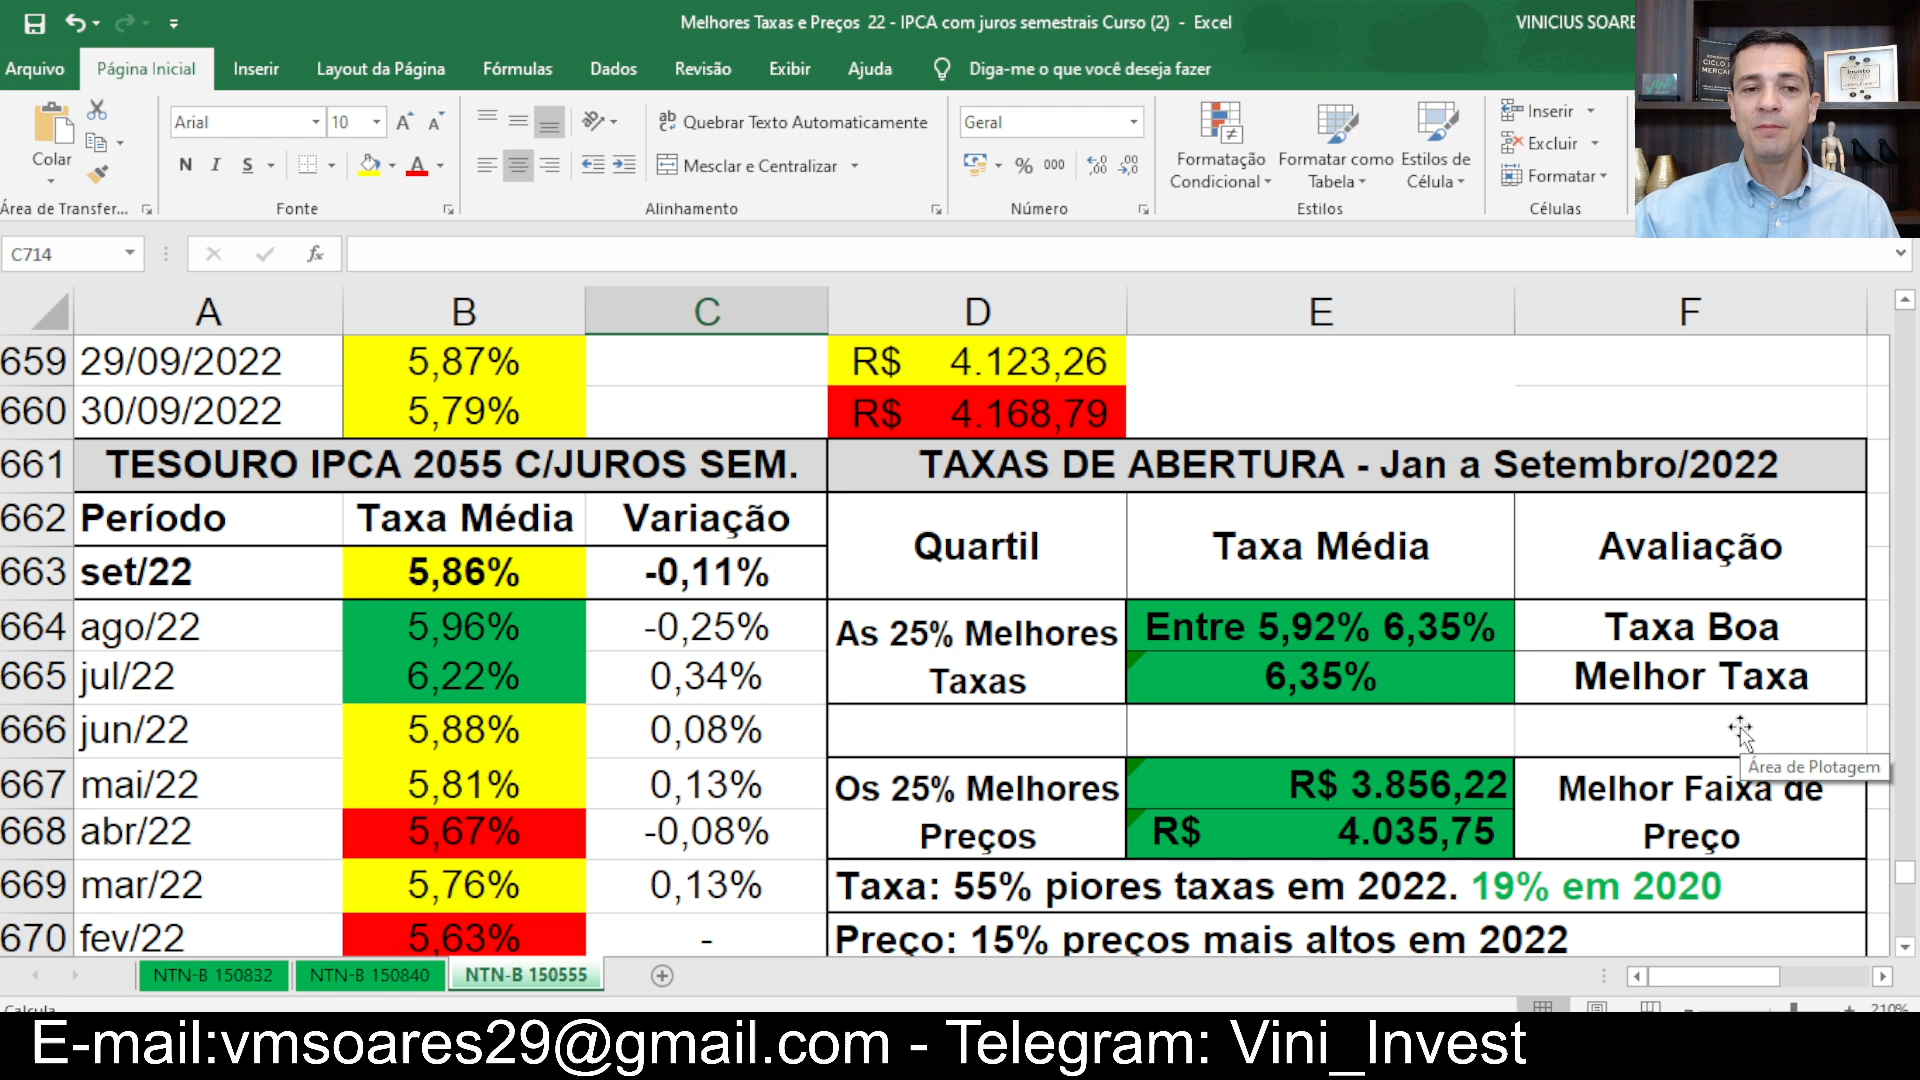 Melhores Taxas e Preços 22 - IPCA com juros semestrais Curso (2) - Excel
VINICIUS SOARE
Arquivo Página Inicial Inserir Layout da Página Fórmulas Dados Revisão Exibir Ajuda Diga-me o que você deseja fazer
Arial 10 Quebrar Texto Automaticamente Geral
Colar
N I S Mesclar e Centralizar % 000
Formatação Condicional Formatar como Tabela Estilos de Célula
Inserir
Excluir
Formatar
Área de Transfer... Fonte Alinhamento Número Estilos Células
C714 fx
A B C D E F
659 29/09/2022 5,87% R$ 4.123,26
660 30/09/2022 5,79% R$ 4.168,79
661 TESOURO IPCA 2055 C/JUROS SEM. TAXAS DE ABERTURA - Jan a Setembro/2022
662 Período Taxa Média Variação
Quartil Taxa Média Avaliação
663 set/22 5,86% -0,11%
664 ago/22 5,96% -0,25% As 25% Melhores Entre 5,92% 6,35% Taxa Boa
665 jul/22 6,22% 0,34% Taxas 6,35% Melhor Taxa
666 jun/22 5,88% 0,08%
Área de Plotagem
667 mai/22 5,81% 0,13% Os 25% Melhores R$ 3.856,22 Melhor Faixa de
668 abr/22 5,67% -0,08% Preços R$ 4.035,75 Preço
669 mar/22 5,76% 0,13% Taxa: 55% piores taxas em 2022. 19% em 2020
670 fev/22 5,63% - Preço: 15% preços mais altos em 2022
NTN-B 150832 NTN-B 150840 NTN-B 150555
Calcula
210%
E-mail:vmsoares29@gmail.com - Telegram: Vini_Invest